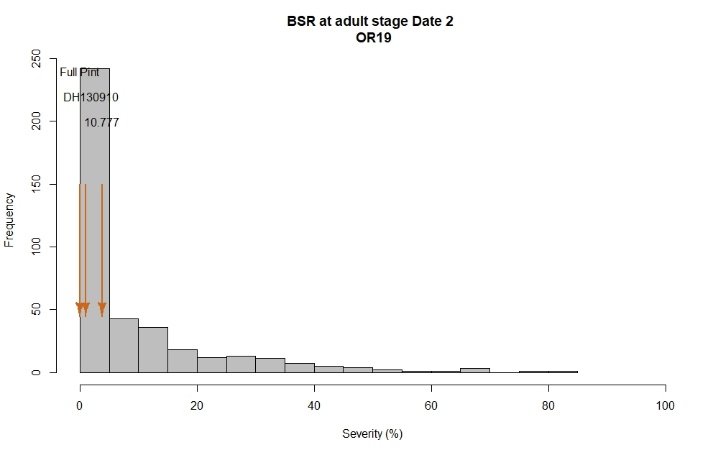 BSR at adult stage Date 2
OR19
Full Pint
DH130910
10.777
Frequency
250
200
150
100
50
0
0 20 40 60 80 100
Severity (%)